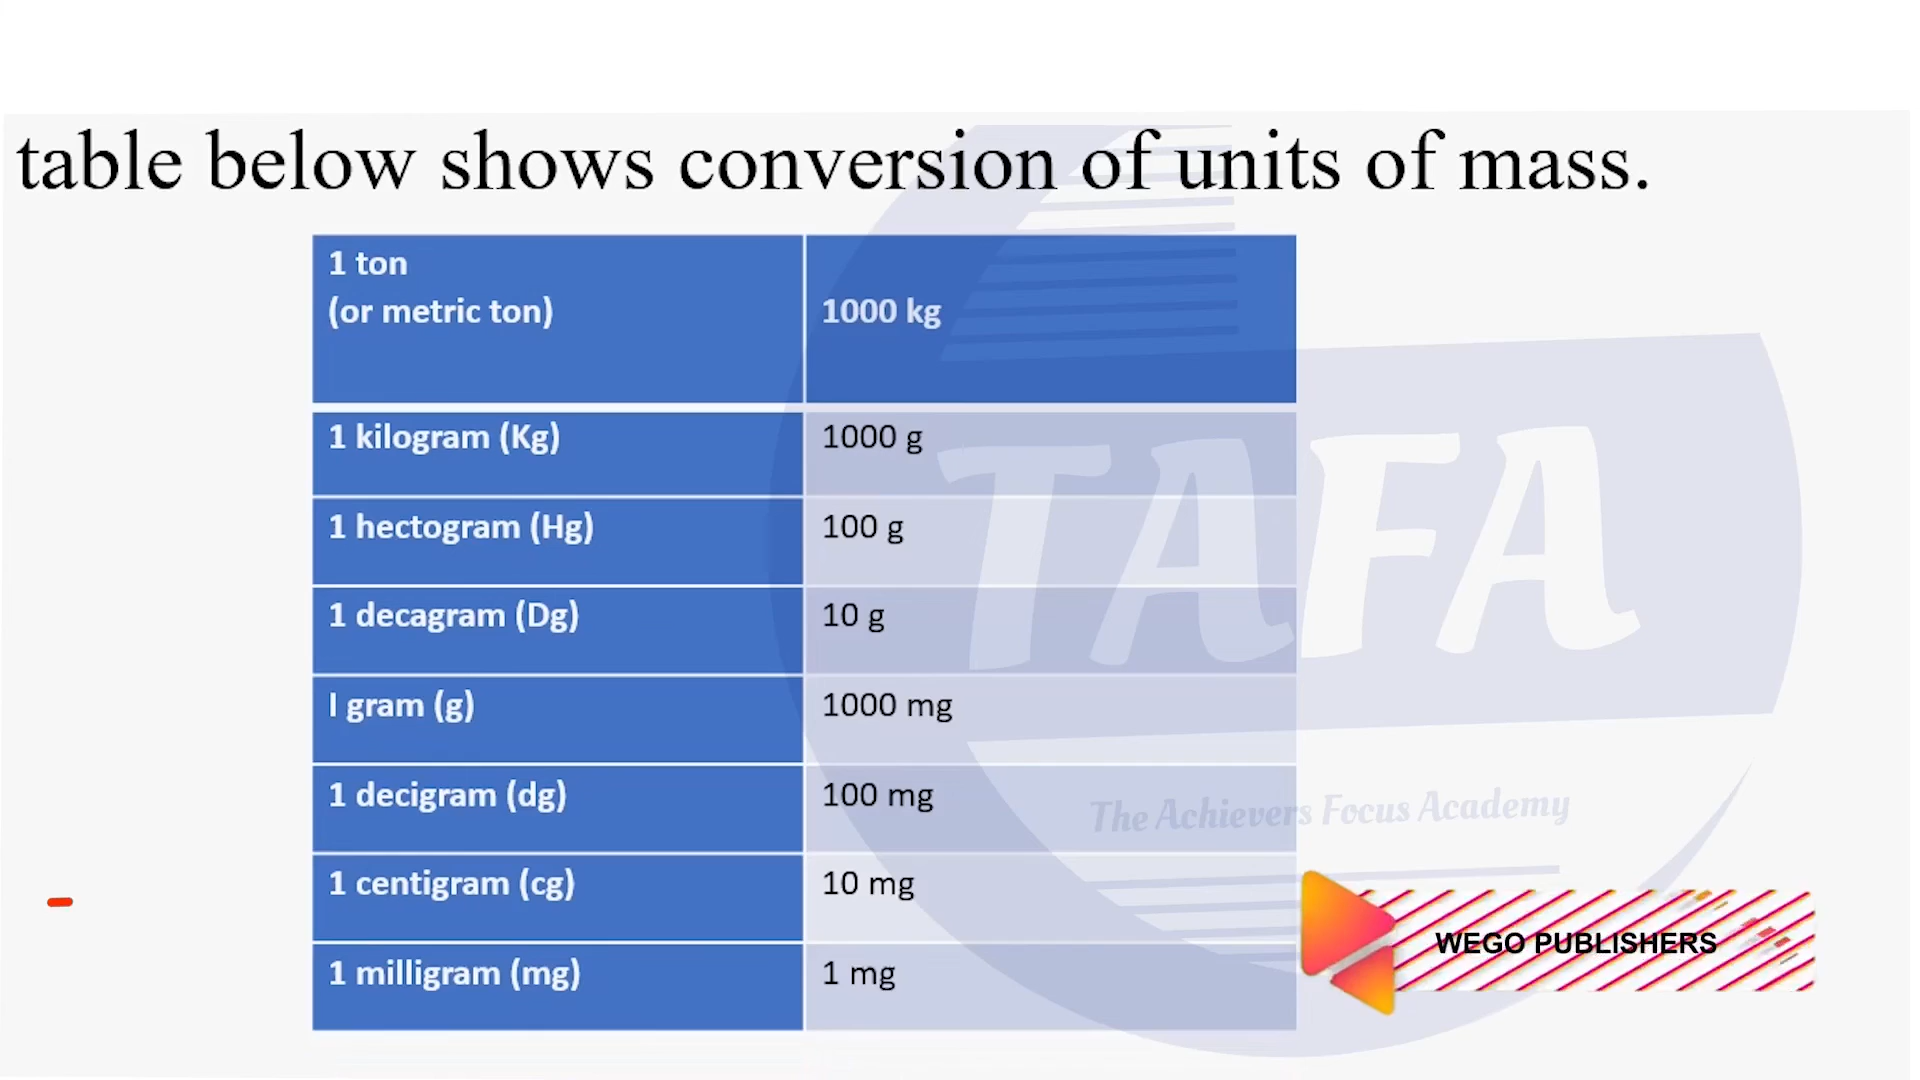 table below shows conversion of units of mass.
1 ton
(or metric ton)
1000 kg
1 kilogram (Kg)
1000 g
1 hectogram (Hg)
100 g
1 decagram (Dg)
10 g
I gram (g)
1000 mg
1 decigram (dg)
100 mg
1 centigram (cg)
10 mg
1 milligram (mg)
1 mg
TAFA
The Achievers Focus Academy
WEGO PUBLISHERS